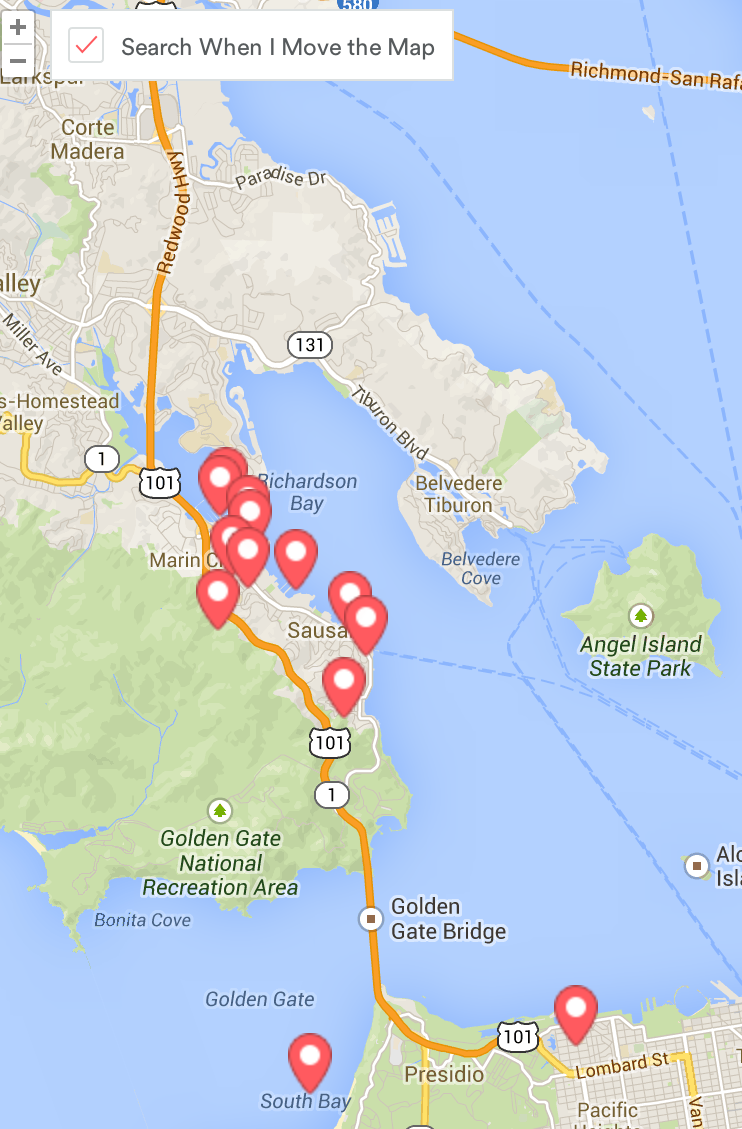 580
+
Search When I Move the Map
−
Larkspur
Richmond-San Rafa
Corte
Madera
Redwood Hwy
Paradise Dr
alley
Miller Ave
131
Tiburon Blvd
s-Homestead
Valley
1
101
Richardson
Bay
Belvedere
Tiburon
Marin C
Belvedere
Cove
Sausa
Angel Island
State Park
101
1
Golden Gate
National
Recreation Area
Alc
Isla
Golden
Gate Bridge
Bonita Cove
Golden Gate
101
Lombard St
Presidio
South Bay
Van
Pacific
Heights